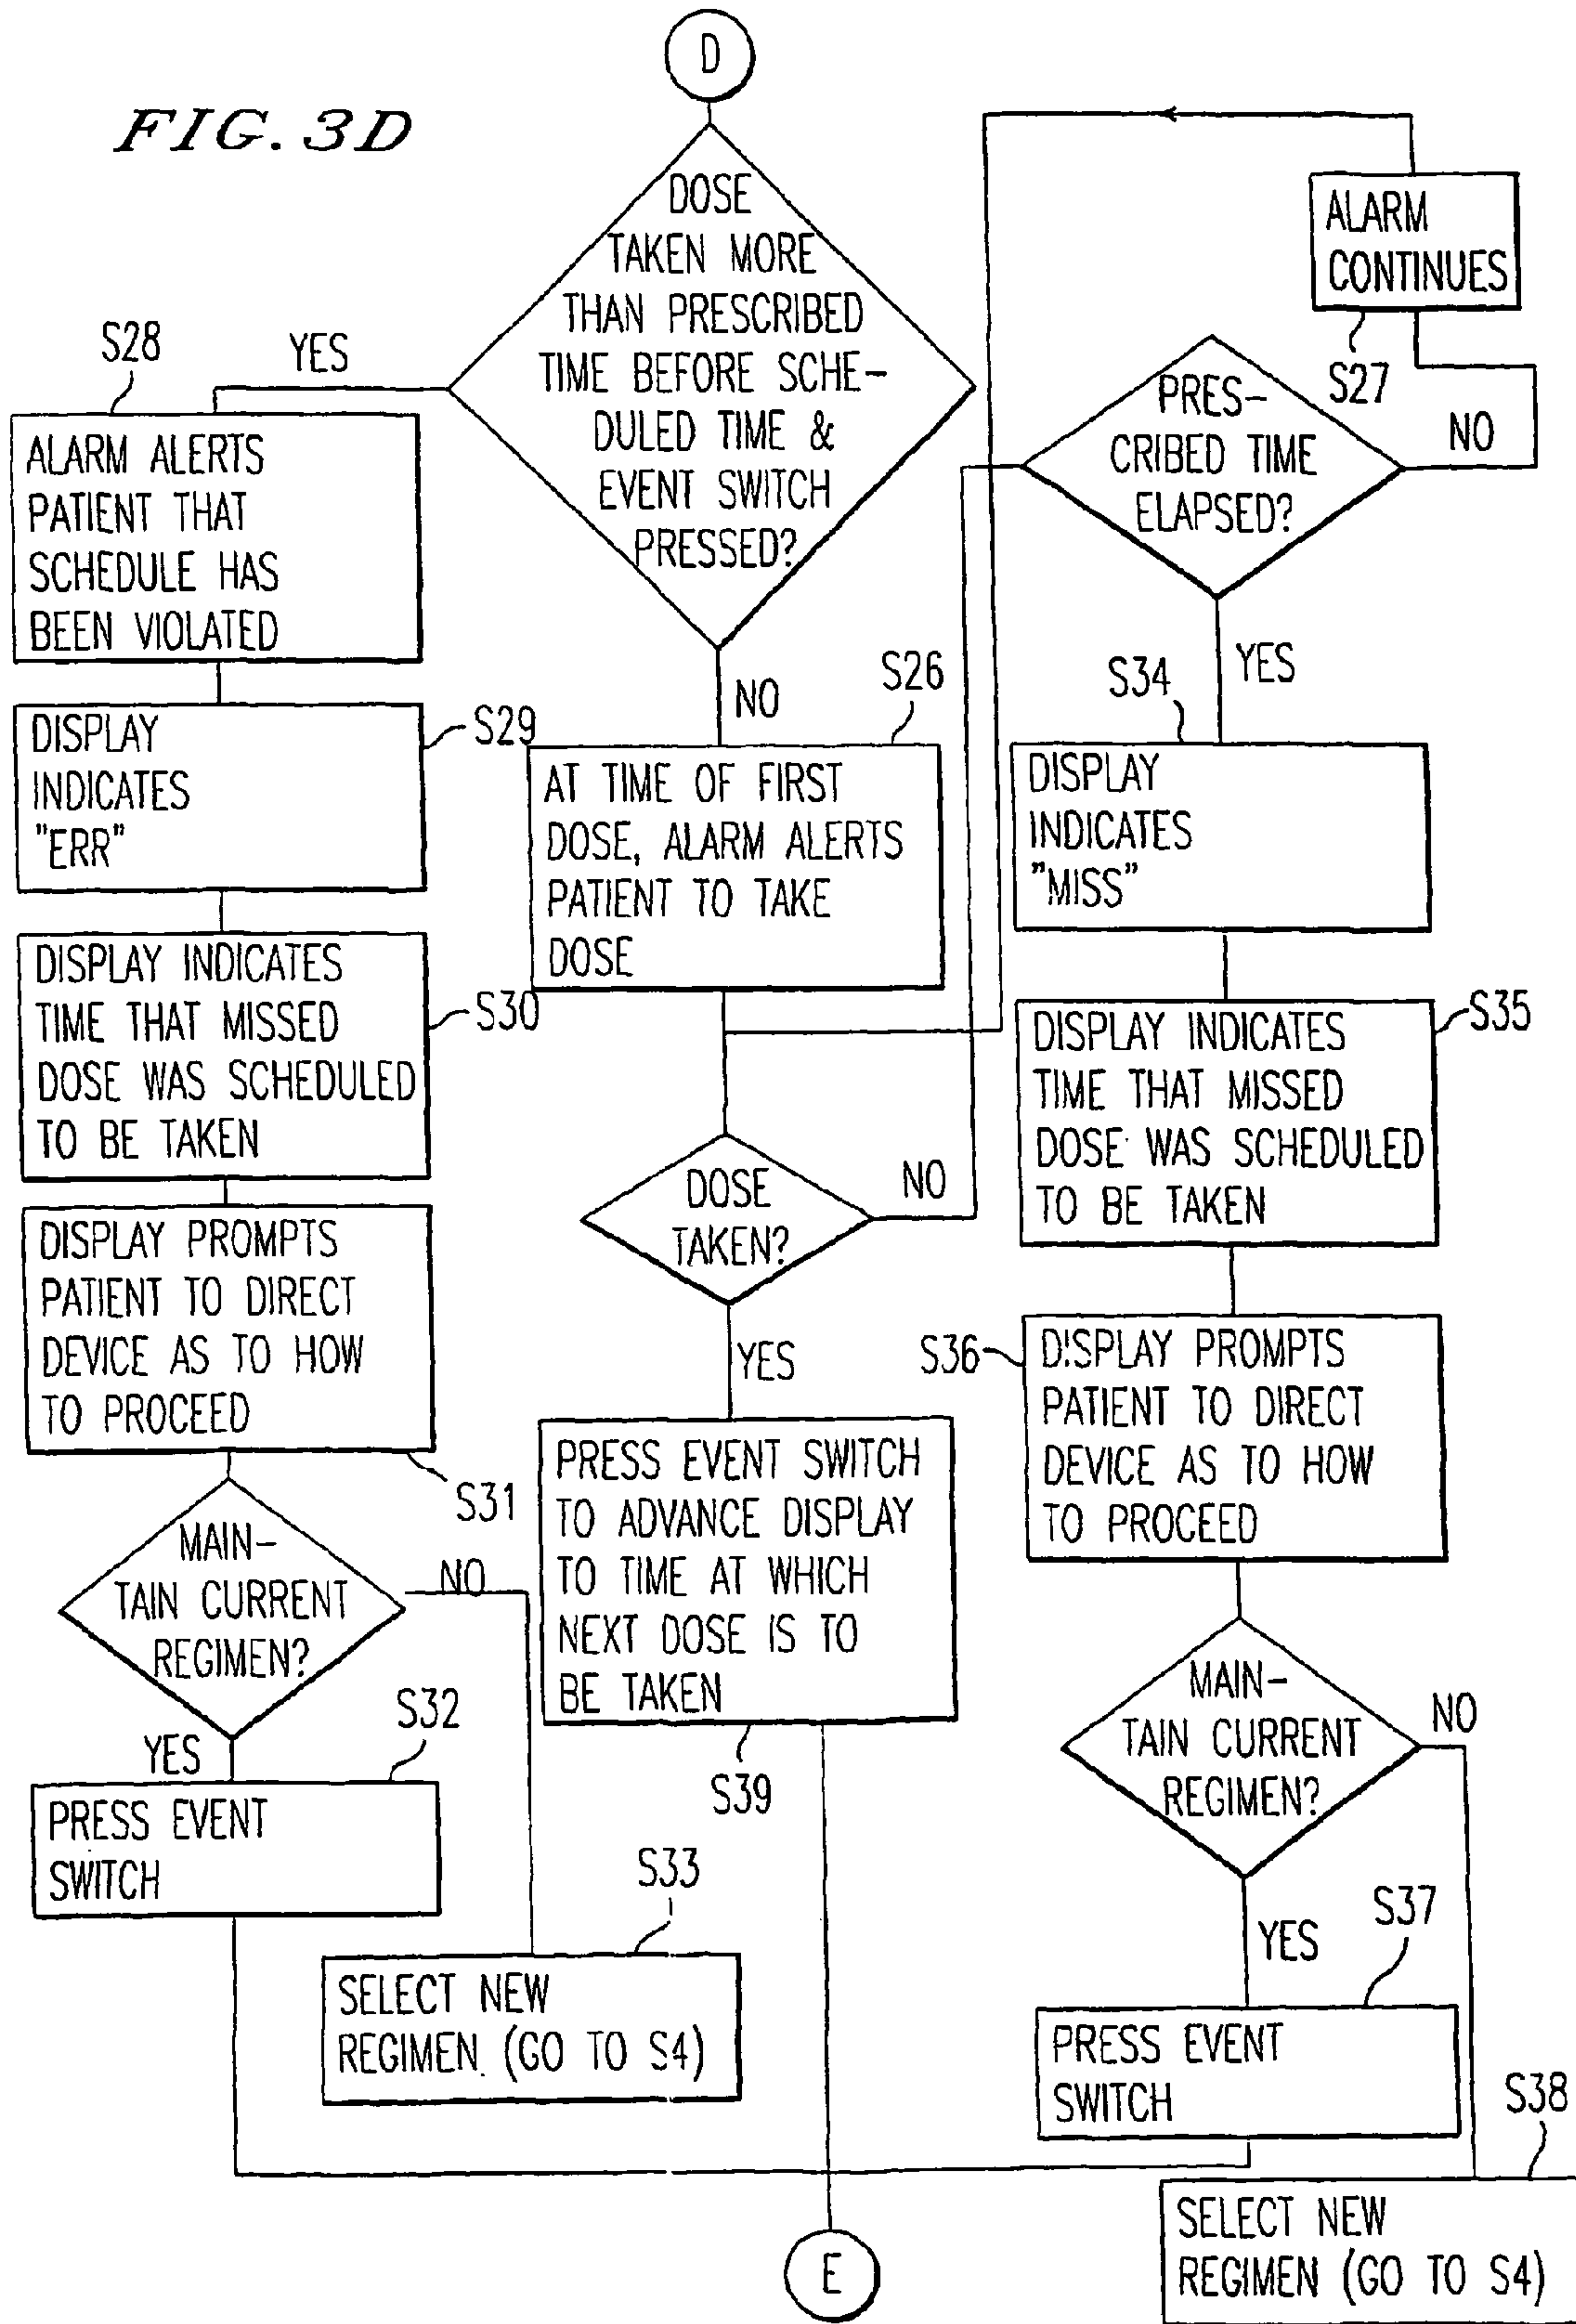 FIG. 3D
D
DOSE
TAKEN MORE
THAN PRESCRIBED
TIME BEFORE SCHE-
DULED TIME &
EVENT SWITCH
PRESSED?
YES
S28
ALARM ALERTS
PATIENT THAT
SCHEDULE HAS
BEEN VIOLATED
DISPLAY
INDICATES
"ERR"
S29
DISPLAY INDICATES
TIME THAT MISSED
DOSE WAS SCHEDULED
TO BE TAKEN
S30
DISPLAY PROMPTS
PATIENT TO DIRECT
DEVICE AS TO HOW
TO PROCEED
S31
MAIN-
TAIN CURRENT
REGIMEN?
NO
YES
S32
PRESS EVENT
SWITCH
S33
SELECT NEW
REGIMEN (GO TO S4)
NO
S26
AT TIME OF FIRST
DOSE, ALARM ALERTS
PATIENT TO TAKE
DOSE
DOSE
TAKEN?
NO
YES
PRESS EVENT SWITCH
TO ADVANCE DISPLAY
TO TIME AT WHICH
NEXT DOSE IS TO
BE TAKEN
S39
E
ALARM
CONTINUES
S27
PRES-
CRIBED TIME
ELAPSED?
NO
YES
S34
DISPLAY
INDICATES
"MISS"
DISPLAY INDICATES
TIME THAT MISSED
DOSE WAS SCHEDULED
TO BE TAKEN
S35
S36
DISPLAY PROMPTS
PATIENT TO DIRECT
DEVICE AS TO HOW
TO PROCEED
MAIN-
TAIN CURRENT
REGIMEN?
NO
YES
S37
PRESS EVENT
SWITCH
S38
SELECT NEW
REGIMEN (GO TO S4)